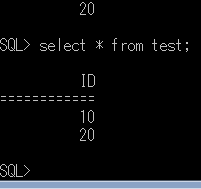 20
SQL> select * from test;
ID
============
10
20
SQL>